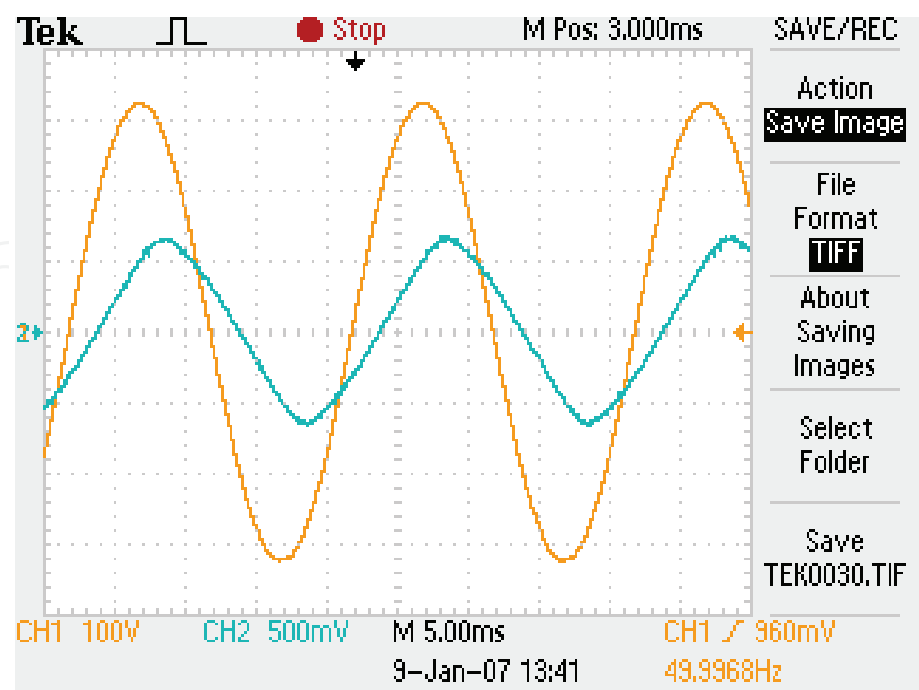 Tek Stop M Pos: 3.000ms SAVE/REC
Action
Save Image
File
Format
TIFF
About
Saving
Images
Select
Folder
Save
TEK0030.TIF
2
CH1 100V CH2 500mV M 5.00ms CH1 960mV
9-Jan-07 13:41 49.9968Hz